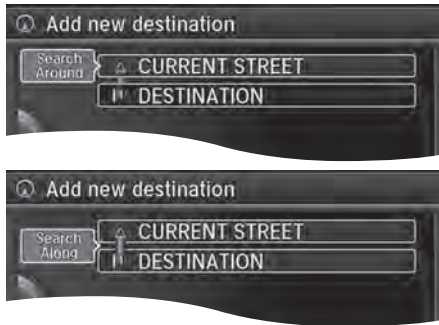 Add new destination
Search
Around
CURRENT STREET
DESTINATION
Add new destination
Search
Along
CURRENT STREET
DESTINATION